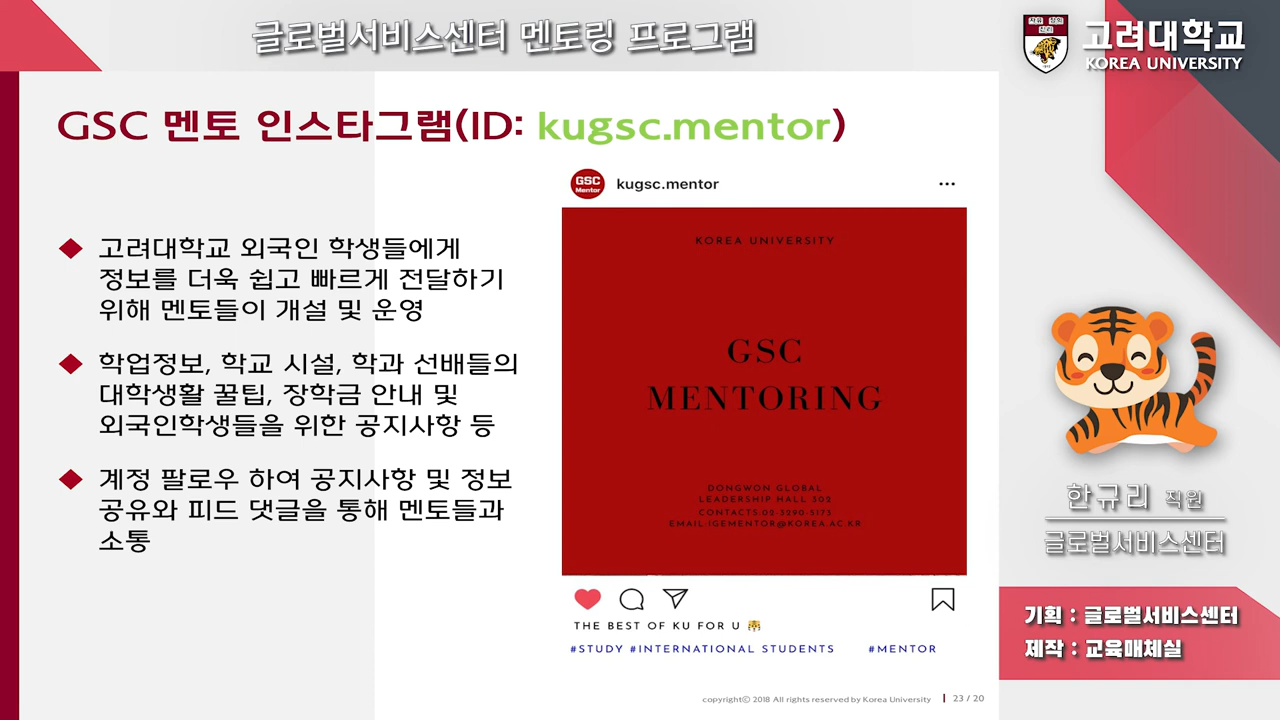 글로벌서비스센터 멘토링 프로그램
고려대학교
KOREA UNIVERSITY
GSC 멘토 인스타그램(ID: kugsc.mentor)
고려대학교 외국인 학생들에게
정보를 더욱 쉽고 빠르게 전달하기
위해 멘토들이 개설 및 운영
학업정보, 학교 시설, 학과 선배들의
대학생활 꿀팁, 장학금 안내 및
외국인학생들을 위한 공지사항 등
계정 팔로우 하여 공지사항 및 정보
공유와 피드 댓글을 통해 멘토들과
소통
GSC
Mentor
kugsc.mentor
KOREA UNIVERSITY
GSC
MENTORING
DONGWON GLOBAL
LEADERSHIP HALL 302
CONTACTS:02-3290-5173
EMAIL:IGEMENTOR@KOREA.AC.KR
THE BEST OF KU FOR U
#STUDY #INTERNATIONAL STUDENTS #MENTOR
copyrightⓒ 2018 All rights reserved by Korea University
23 / 20
한규리 직원
글로벌서비스센터
기획 : 글로벌서비스센터
제작 : 교육매체실